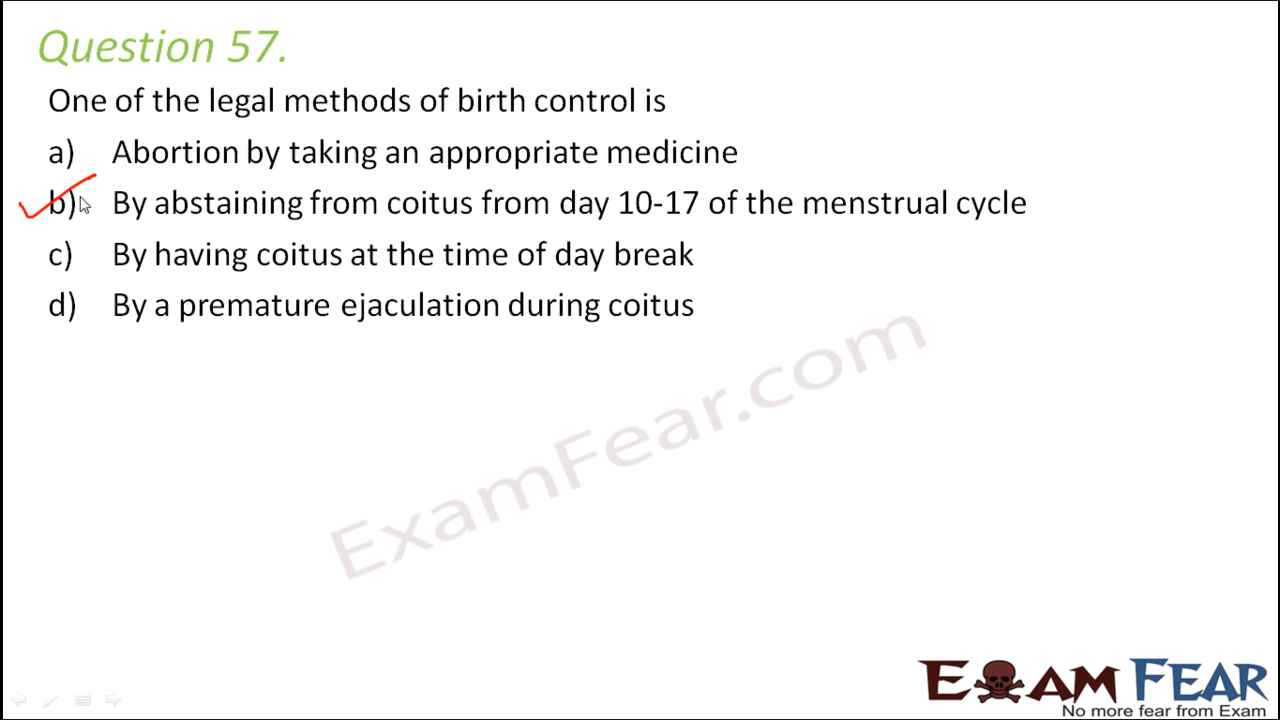 Question 57.
One of the legal methods of birth control is
a) Abortion by taking an appropriate medicine
b) By abstaining from coitus from day 10-17 of the menstrual cycle
c) By having coitus at the time of day break
d) By a premature ejaculation during coitus
ExamFear.com
EXAM FEAR
No more fear from Exam